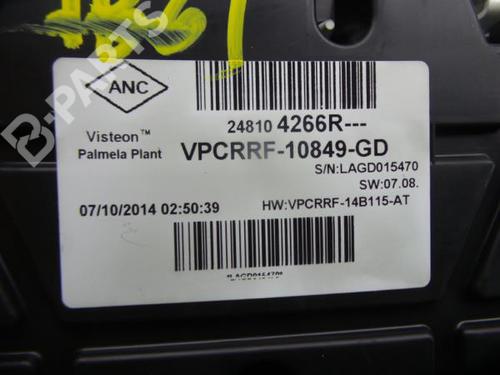 B-PARTS
ANC
24810 4266R---
Visteon™
Palmela Plant
VPCRRF-10849-GD
S/N:LAGD015470
SW:07.08.
07/10/2014 02:50:39
HW:VPCRRF-14B115-AT
*LAGD015470*